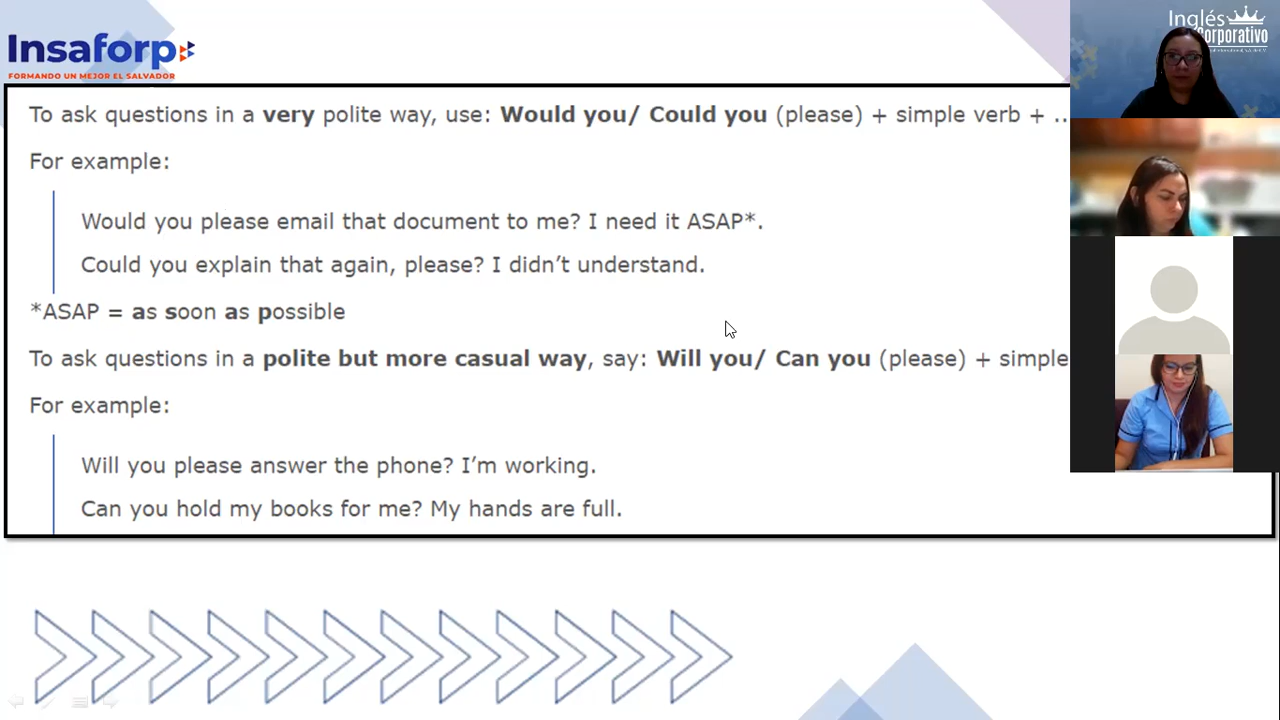 Insaforp
FORMANDO UN MEJOR EL SALVADOR
Inglés
Corporativo
To ask questions in a very polite way, use: Would you/ Could you (please) + simple verb + ..
For example:
Would you please email that document to me? I need it ASAP*.
Could you explain that again, please? I didn't understand.
*ASAP = as soon as possible
To ask questions in a polite but more casual way, say: Will you/ Can you (please) + simple
For example:
Will you please answer the phone? I'm working.
Can you hold my books for me? My hands are full.